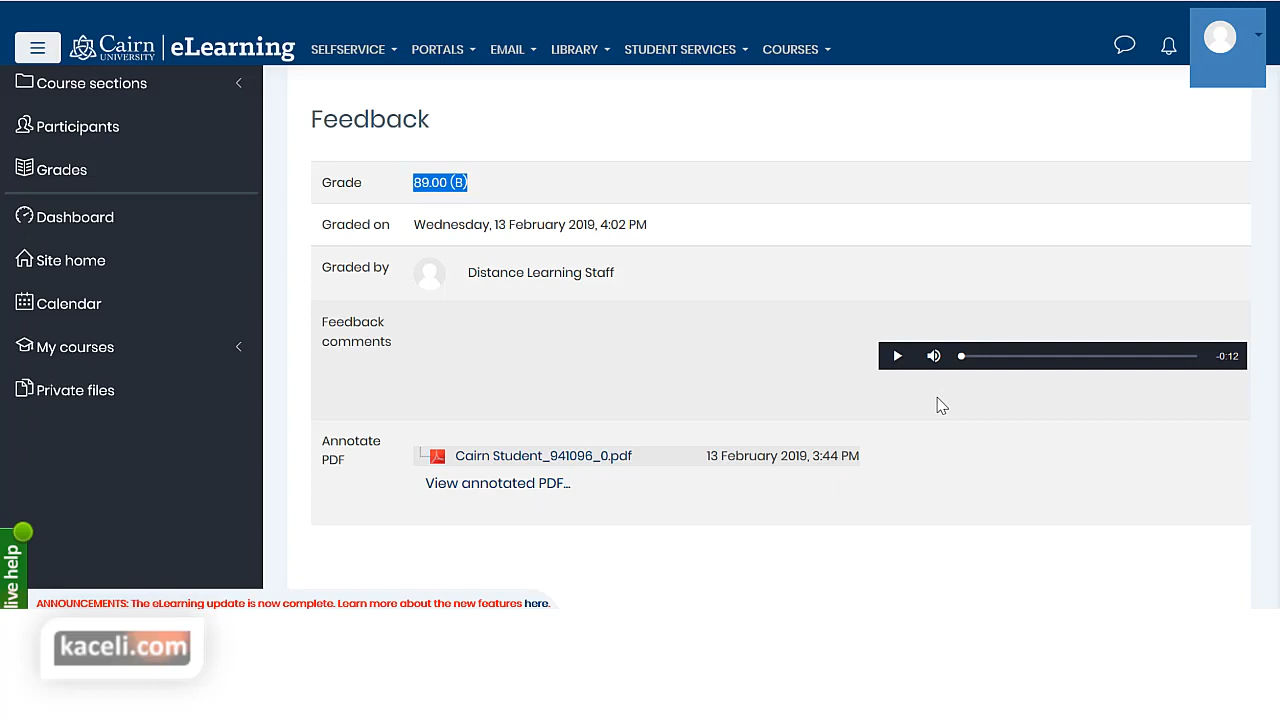 Cairn UNIVERSITY eLearning SELFSERVICE PORTALS EMAIL LIBRARY STUDENT SERVICES COURSES
Course sections
Participants
Grades
Dashboard
Site home
Calendar
My courses
Private files
Feedback
Grade 89.00 (B)
Graded on Wednesday, 13 February 2019, 4:02 PM
Graded by Distance Learning Staff
Feedback
comments
-0:12
Annotate
PDF
Cairn Student_941096_0.pdf 13 February 2019, 3:44 PM
View annotated PDF...
live help
ANNOUNCEMENTS: The eLearning update is now complete. Learn more about the new features here.
kaceli.com